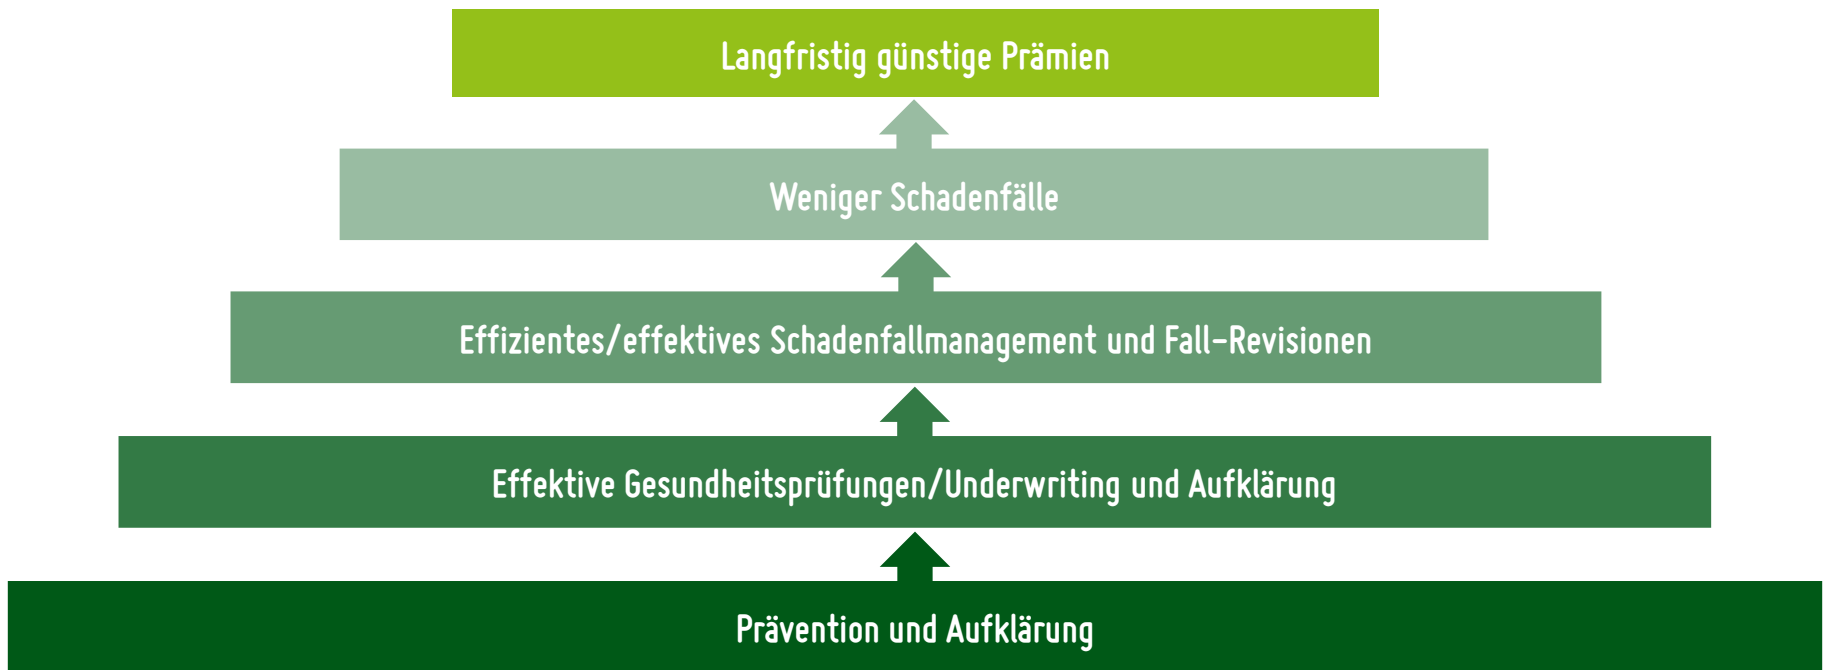 Langfristig günstige Prämien
Weniger Schadenfälle
Effizientes/effektives Schadenfallmanagement und Fall-Revisionen
Effektive Gesundheitsprüfungen/Underwriting und Aufklärung
Prävention und Aufklärung